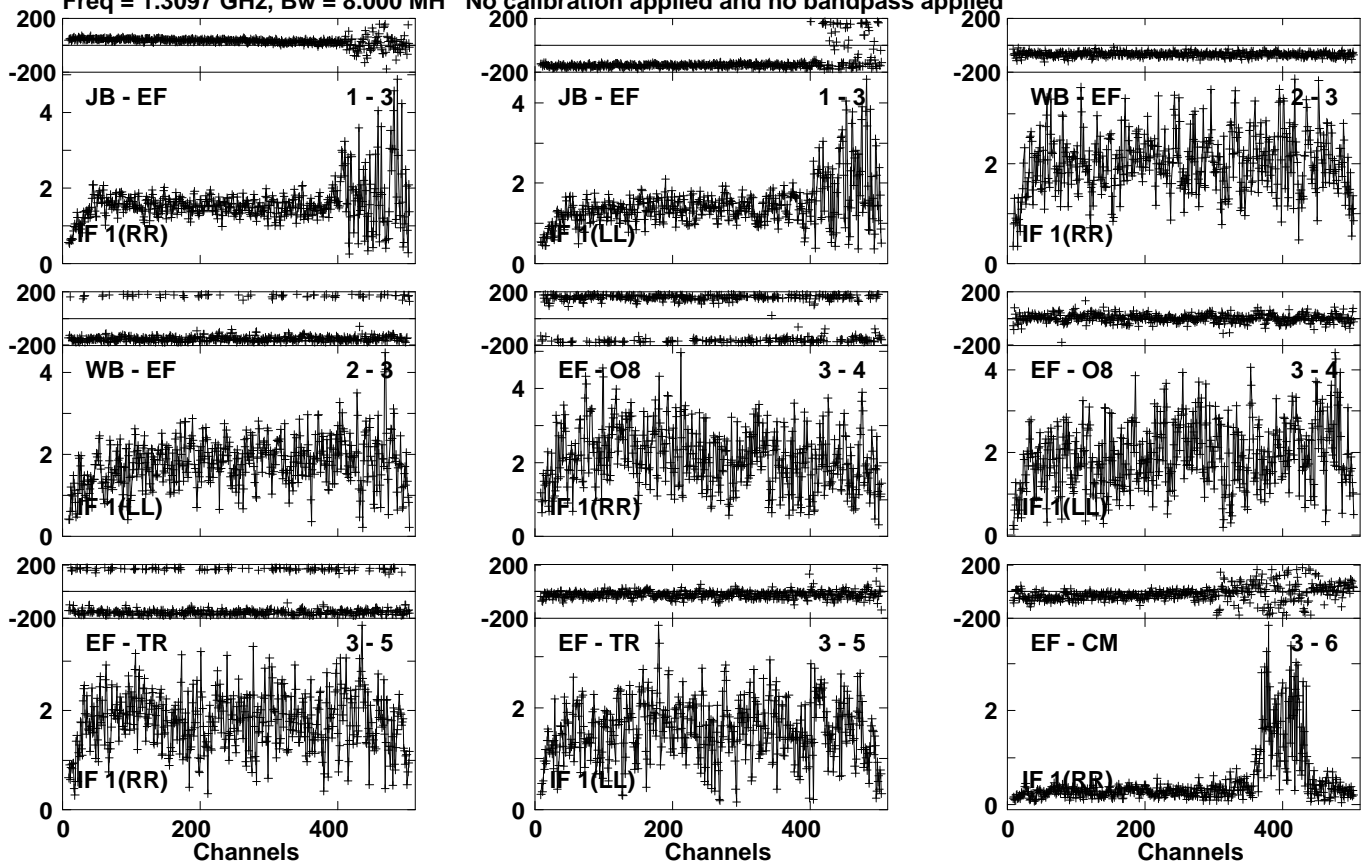 Freq = 1.3097 GHz, Bw = 8.000 MH No calibration applied and no bandpass applied
200 200 200
-200 -200 -200
JB - EF 1 - 3 JB - EF 1 - 3 WB - EF 2 - 3
4 4
2 2 2
IF 1(RR) IF 1(LL) IF 1(RR)
0 0 0
200 200 200
-200 -200 -200
WB - EF 2 - 3 EF - O8 3 - 4 EF - O8 3 - 4
4 4
2 2 2
IF 1(LL) IF 1(RR) IF 1(LL)
0 0 0
200 200 200
-200 -200 -200
EF - TR 3 - 5 EF - TR 3 - 5 EF - CM 3 - 6
2 2 2
IF 1(RR) IF 1(LL) IF 1(RR)
0 0 0
0 200 400 0 200 400 0 200 400
Channels Channels Channels